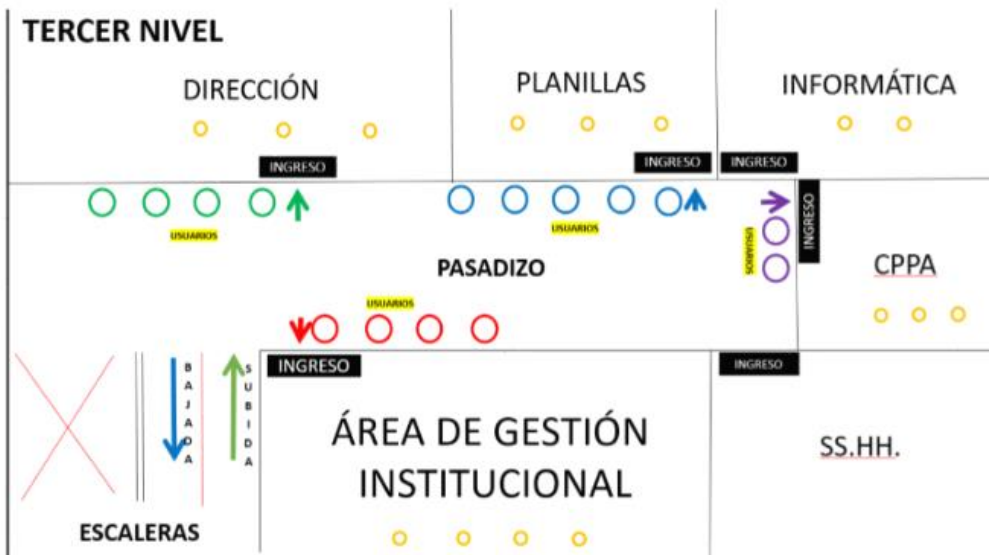 TERCER NIVEL
DIRECCIÓN
PLANILLAS
INFORMÁTICA
INGRESO
INGRESO
INGRESO
USUARIOS
USUARIOS
USUARIOS
INGRESO
CPPA
PASADIZO
USUARIOS
INGRESO
INGRESO
BAJADA
SUBIDA
ÁREA DE GESTIÓN
INSTITUCIONAL
SS.HH.
ESCALERAS